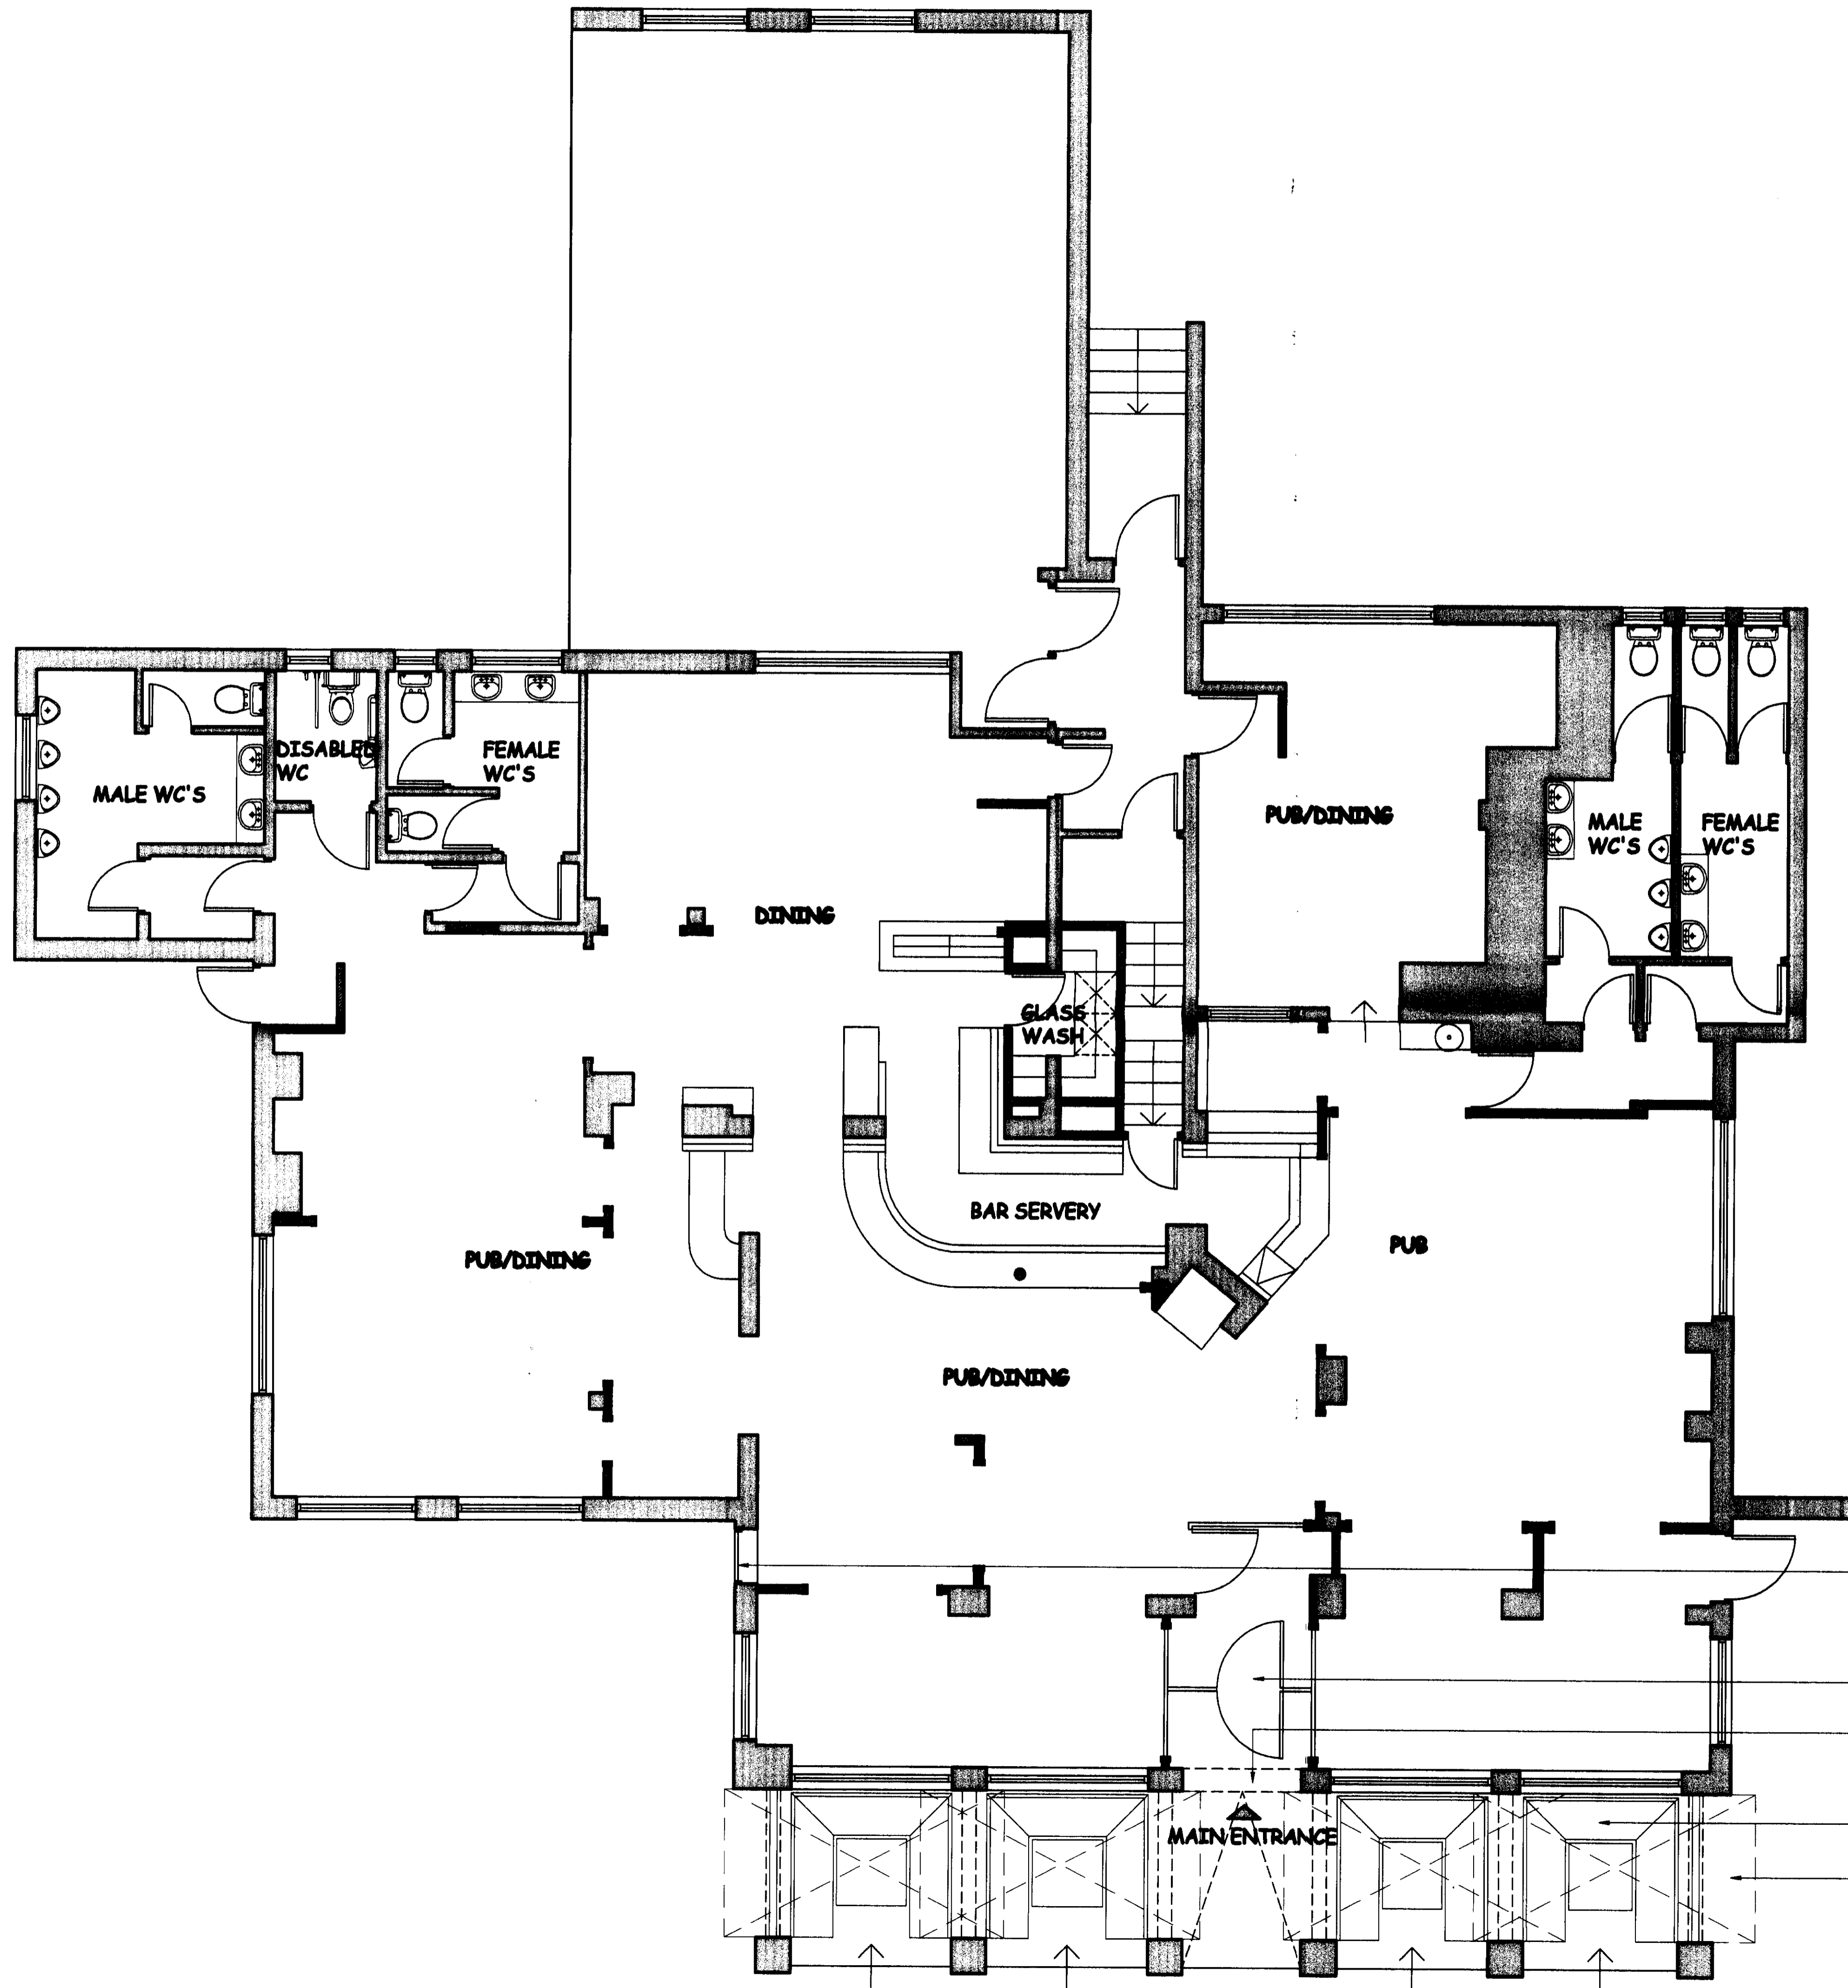 DISABLED
WC
FEMALE
WC'S
MALE WC'S
PUB/DINING
MALE
WC'S
FEMALE
WC'S
DINING
GLASS
WASH
BAR SERVERY
PUB
PUB/DINING
PUB/DINING
MAIN ENTRANCE